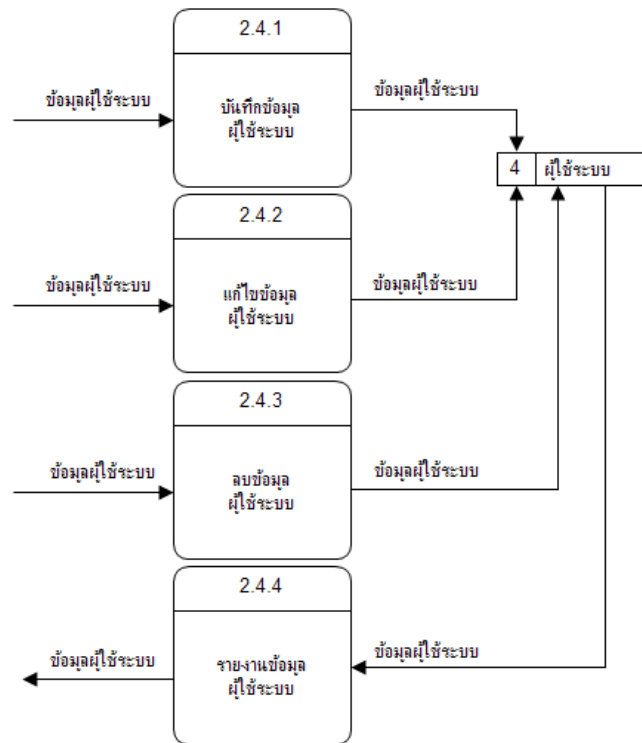 2.4.1
ข้อมูลผู้ใช้ระบบ
บันทึกข้อมูล
ผู้ใช้ระบบ
ข้อมูลผู้ใช้ระบบ
4
ผู้ใช้ระบบ
2.4.2
ข้อมูลผู้ใช้ระบบ
แก้ไขข้อมูล
ผู้ใช้ระบบ
ข้อมูลผู้ใช้ระบบ
2.4.3
ข้อมูลผู้ใช้ระบบ
ลบข้อมูล
ผู้ใช้ระบบ
ข้อมูลผู้ใช้ระบบ
2.4.4
ข้อมูลผู้ใช้ระบบ
รายงานข้อมูล
ผู้ใช้ระบบ
ข้อมูลผู้ใช้ระบบ